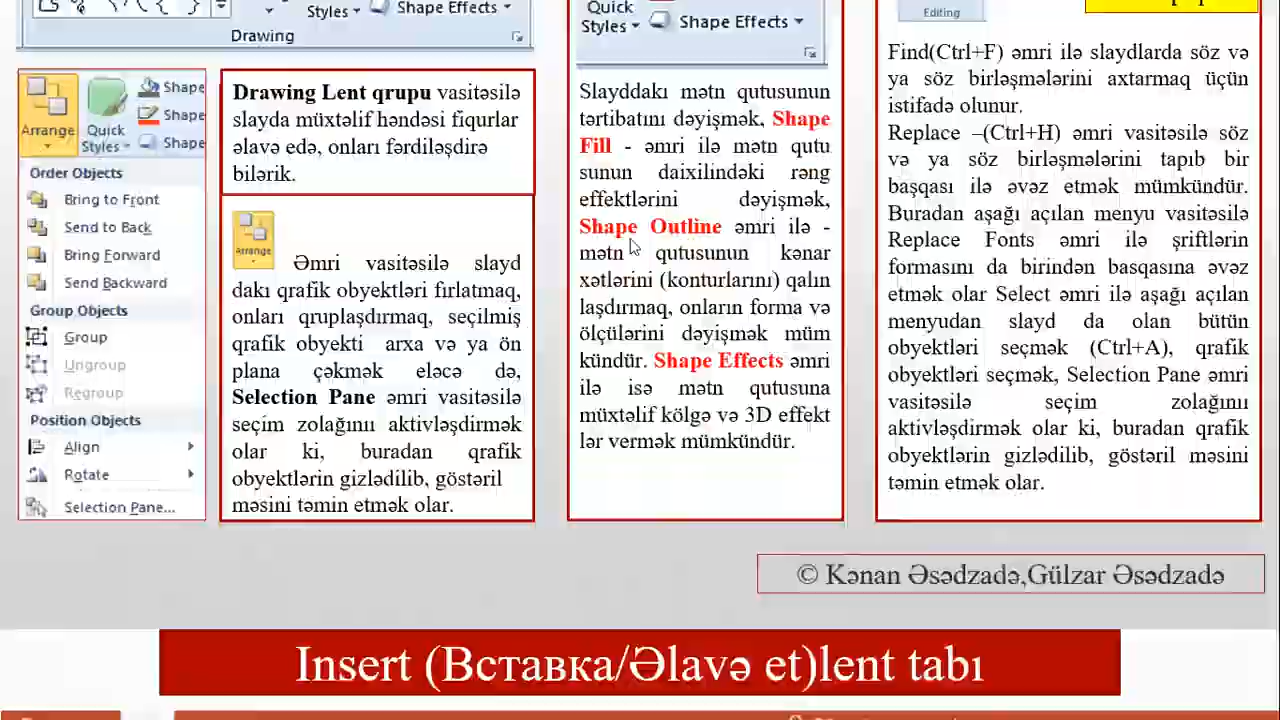 Styles
Shape Effects
Drawing
Quick
Styles
Shape Effects
Editing
Arrange
Quick
Styles
Shape
Shape
Shape
Order Objects
Bring to Front
Send to Back
Bring Forward
Send Backward
Group Objects
Group
Ungroup
Regroup
Position Objects
Align
Rotate
Selection Pane...
Drawing Lent qrupu vasitəsilə
slayda müxtəlif həndəsi fiqurlar
əlavə edə, onları fərdiləşdirə
bilərik.
Arrange
Əmri vasitəsilə slayd
dakı qrafik obyektləri fırlatmaq,
onları qruplaşdırmaq, seçilmiş
qrafik obyekti arxa və ya ön
plana çəkmək eləcə də,
Selection Pane əmri vasitəsilə
seçim zolağınıı aktivləşdirmək
olar ki, buradan qrafik
obyektlərin gizlədilib, göstəril
məsini təmin etmək olar.
Slayddakı mətn qutusunun
tərtibatını dəyişmək, Shape
Fill - əmri ilə mətn qutu
sunun daixilindəki rəng
effektlərini dəyişmək,
Shape Outline əmri ilə -
mətn qutusunun kənar
xətlərini (konturlarını) qalın
laşdırmaq, onların forma və
ölçülərini dəyişmək müm
kündür. Shape Effects əmri
ilə isə mətn qutusuna
müxtəlif kölgə və 3D effekt
lər vermək mümkündür.
Find(Ctrl+F) əmri ilə slaydlarda söz və
ya söz birləşmələrini axtarmaq üçün
istifadə olunur.
Replace –(Ctrl+H) əmri vasitəsilə söz
və ya söz birləşmələrini tapıb bir
başqası ilə əvəz etmək mümkündür.
Buradan aşağı açılan menyu vasitəsilə
Replace Fonts əmri ilə şriftlərin
formasını da birindən basqasına əvəz
etmək olar Select əmri ilə aşağı açılan
menyudan slayd da olan bütün
obyektləri seçmək (Ctrl+A), qrafik
obyektləri seçmək, Selection Pane əmri
vasitəsilə seçim zolağınıı
aktivləşdirmək olar ki, buradan qrafik
obyektlərin gizlədilib, göstəril məsini
təmin etmək olar.
© Kənan Əsədzadə,Gülzar Əsədzadə
Insert (Вставка/Əlavə et)lent tabı